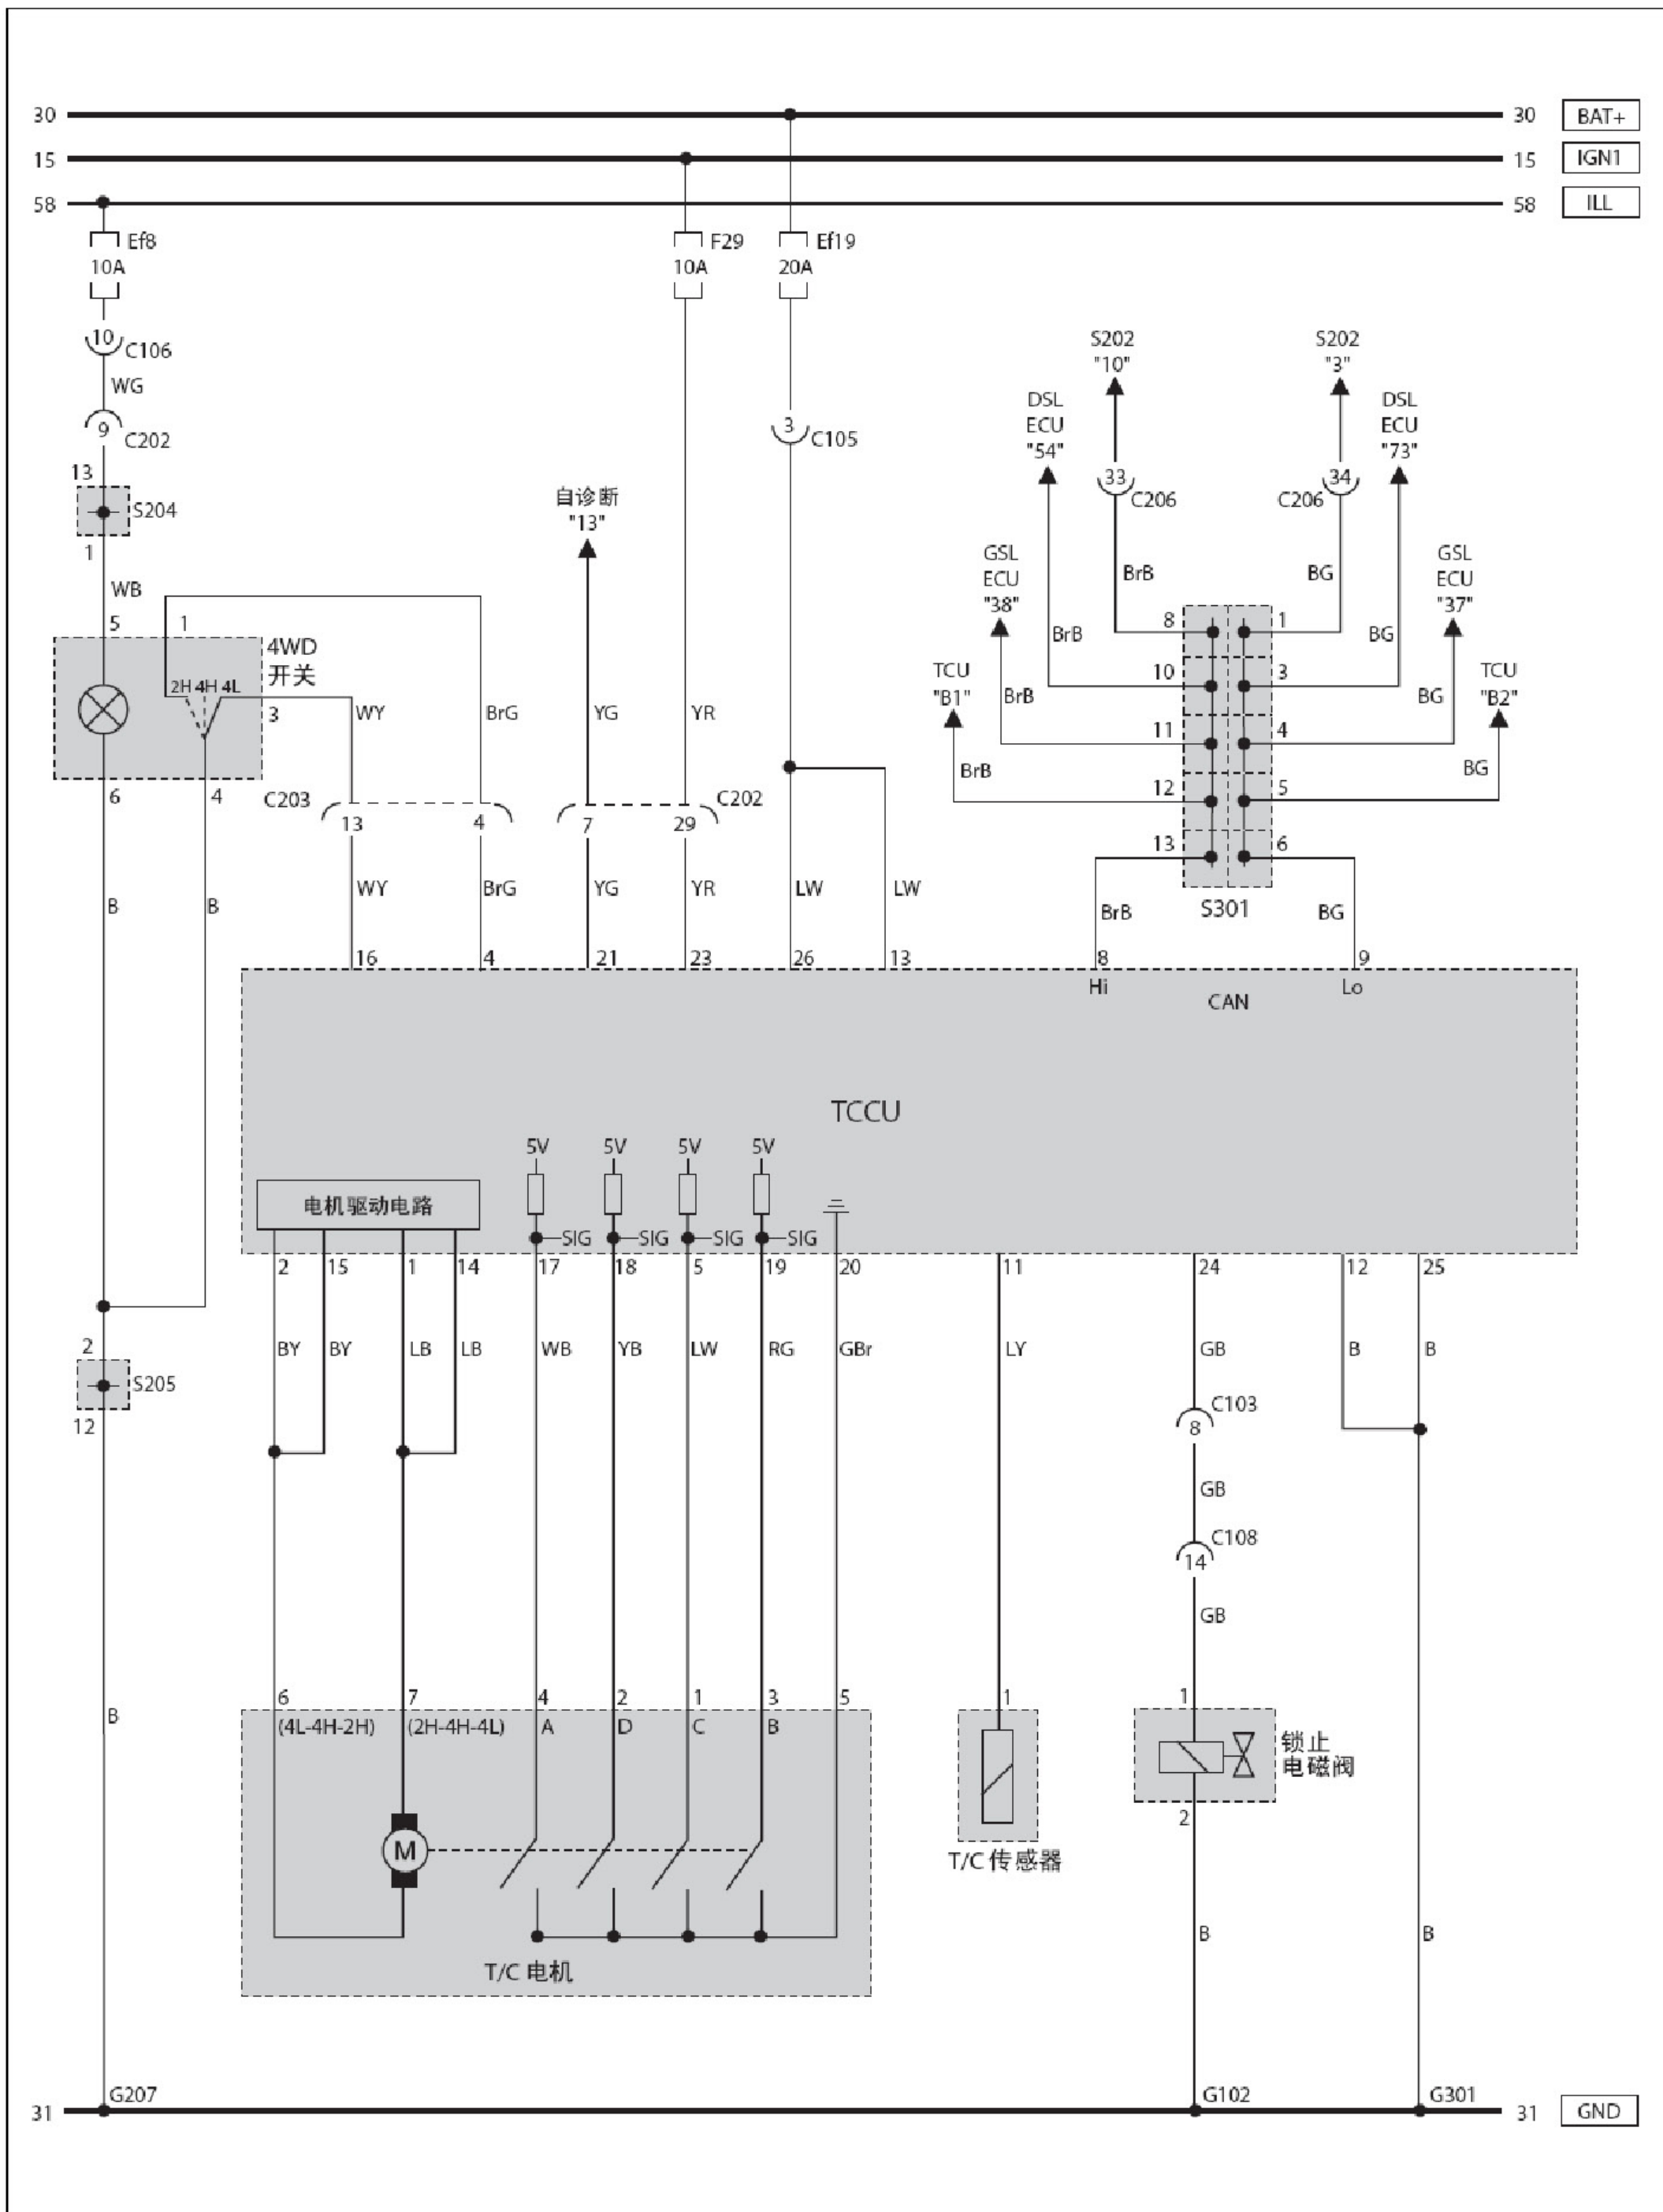 30
30
BAT+
15
15
IGN1
58
58
ILL
Ef8
10A
F29
10A
Ef19
20A
10
C106
WG
9
C202
13
S204
1
WB
3
C105
自诊断
"13"
S202
"10"
S202
"3"
DSL
ECU
"54"
DSL
ECU
"73"
33
C206
34
C206
GSL
ECU
"38"
GSL
ECU
"37"
BrB
BG
BrB
BG
TCU
"B1"
TCU
"B2"
BrB
BG
BrB
BG
8
1
10
3
11
4
12
5
13
6
S301
BrB
BG
5
1
4WD
开关
2H 4H 4L
3
6
4
WY
BrG
YG
YR
C203
13
4
7
29
C202
B
B
WY
BrG
YG
YR
LW
LW
16
4
21
23
26
13
8
9
Hi
CAN
Lo
TCCU
5V
5V
5V
5V
电机驱动电路
SIG
SIG
SIG
SIG
2
15
1
14
17
18
5
19
20
11
24
12
25
2
S205
12
BY
BY
LB
LB
WB
YB
LW
RG
GBr
LY
GB
B
B
C103
8
GB
C108
14
GB
B
6
7
4
2
1
3
5
1
1
(4L-4H-2H)
(2H-4H-4L)
A
D
C
B
锁止
电磁阀
2
M
T/C 传感器
T/C 电机
B
B
G207
G102
G301
31
31
GND